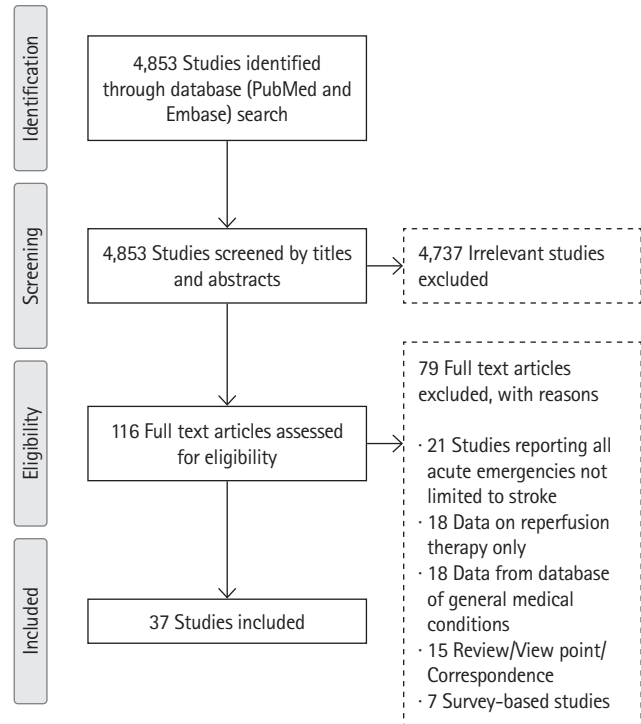 Identification
4,853 Studies identified
through database (PubMed and
Embase) search
Screening
4,853 Studies screened by titles
and abstracts
4,737 Irrelevant studies
excluded
Eligibility
116 Full text articles assessed
for eligibility
79 Full text articles
excluded, with reasons
· 21 Studies reporting all
acute emergencies not
limited to stroke
· 18 Data on reperfusion
therapy only
· 18 Data from database
of general medical
conditions
· 15 Review/View point/
Correspondence
· 7 Survey-based studies
Included
37 Studies included